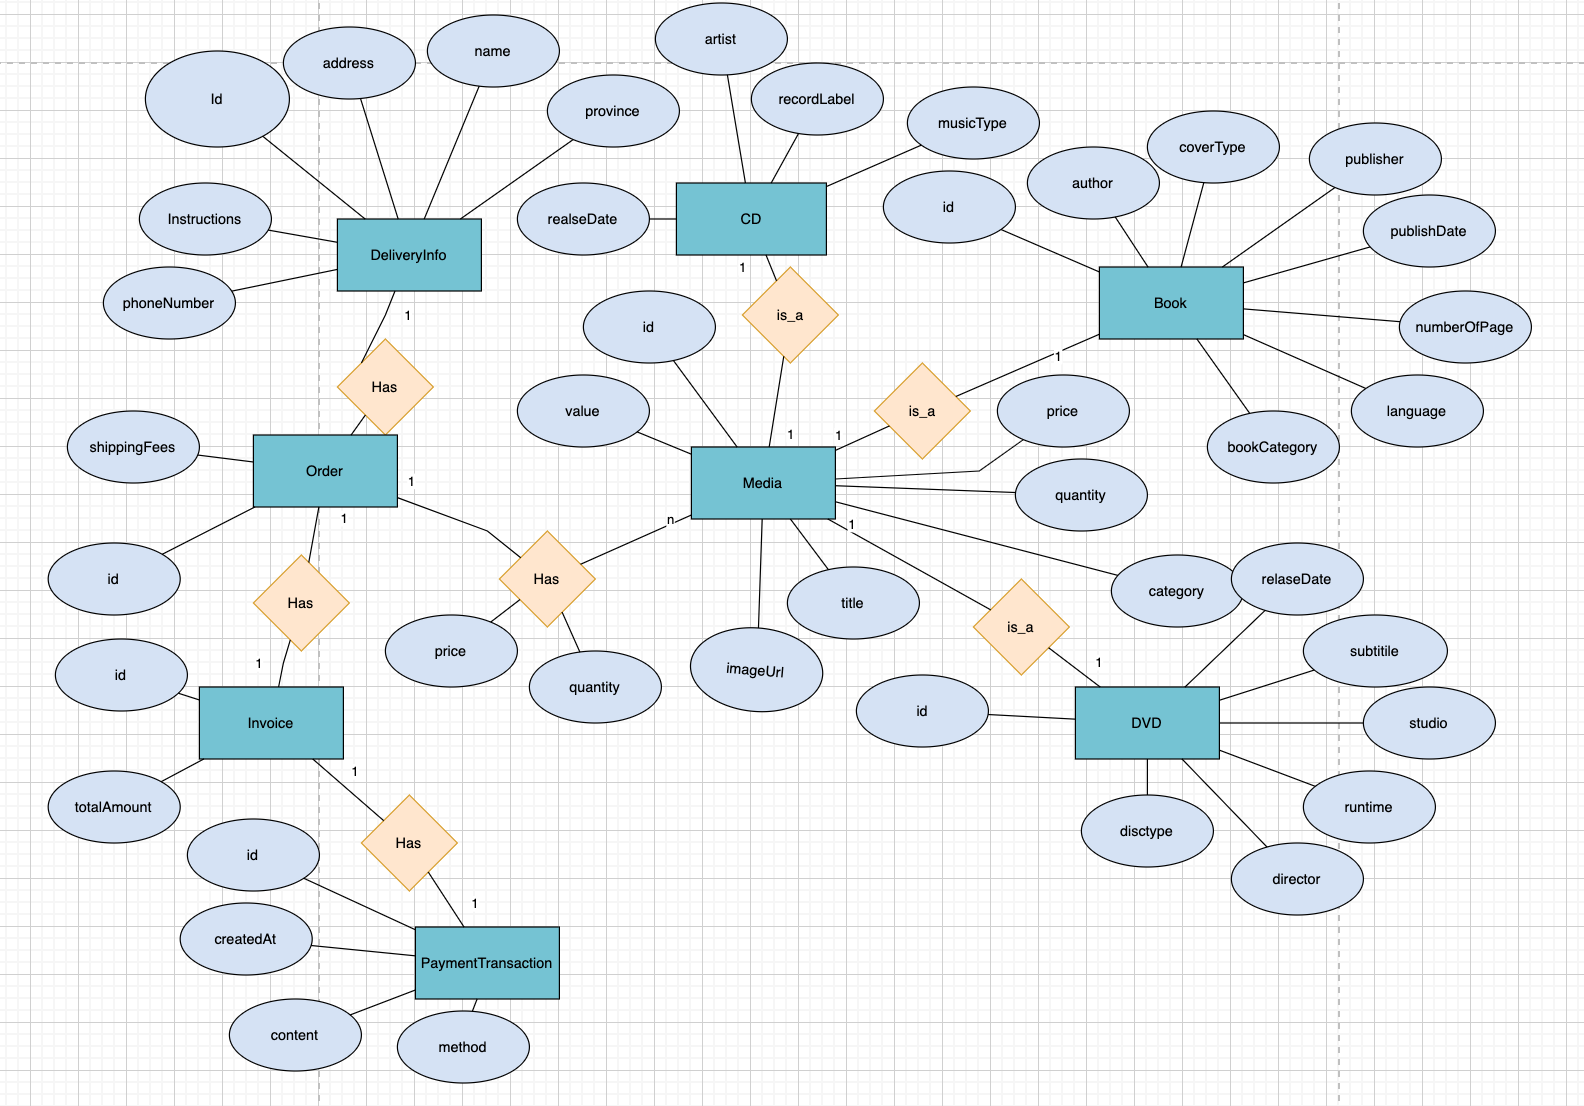 artist
name
address
Id
recordLabel
province
musicType
coverType
publisher
author
id
Instructions
realseDate
CD
publishDate
DeliveryInfo
1
phoneNumber
Book
1
is_a
id
numberOfPage
1
Has
value
is_a
price
language
1
1
shippingFees
bookCategory
Order
1
Media
quantity
1
n
1
id
Has
category
relaseDate
Has
title
is_a
price
subtitile
1
1
id
imageUrl
quantity
id
Invoice
DVD
studio
1
totalAmount
runtime
disctype
Has
id
director
1
createdAt
PaymentTransaction
content
method